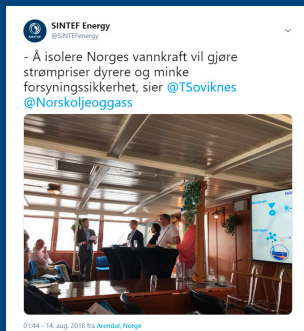 SINTEF Energy
@SINTEFenergy
- Å isolere Norges vannkraft vil gjøre
strømpriser dyrere og minke
forsyningssikkerhet, sier @TSoviknes
@Norskoljeoggass
01:44 - 14. aug. 2018 fra Arendal, Norge